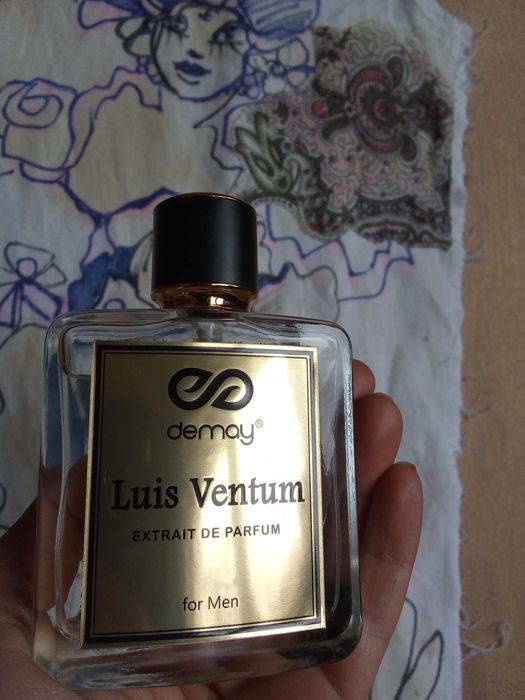 demay®
Luis Ventum
EXTRAIT DE PARFUM
for Men